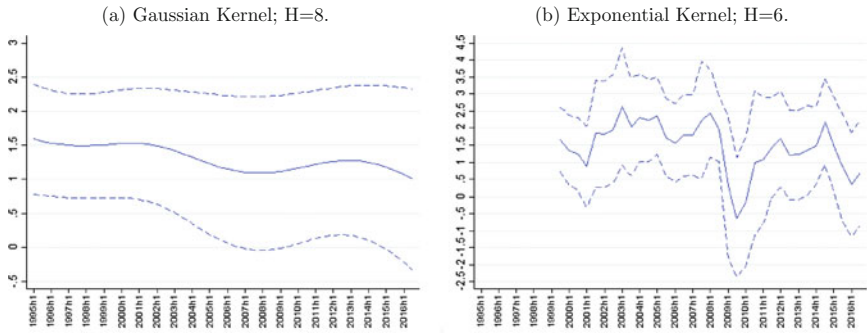 (a) Gaussian Kernel; H=8.
(b) Exponential Kernel; H=6.
3
2.5
2
1.5
1
.5
0
-.5
1995h1
1996h1
1997h1
1998h1
1999h1
2000h1
2001h1
2002h1
2003h1
2004h1
2005h1
2006h1
2007h1
2008h1
2009h1
2010h1
2011h1
2012h1
2013h1
2014h1
2015h1
2016h1
4.5
3.5
2.5
2
1.5
1
0.5
0
-.5
-1
-1.5
-2
-2.5
1995h1
1996h1
1997h1
1998h1
1999h1
2000h1
2001h1
2002h1
2003h1
2004h1
2005h1
2006h1
2007h1
2008h1
2009h1
2010h1
2011h1
2012h1
2013h1
2014h1
2015h1
2016h1